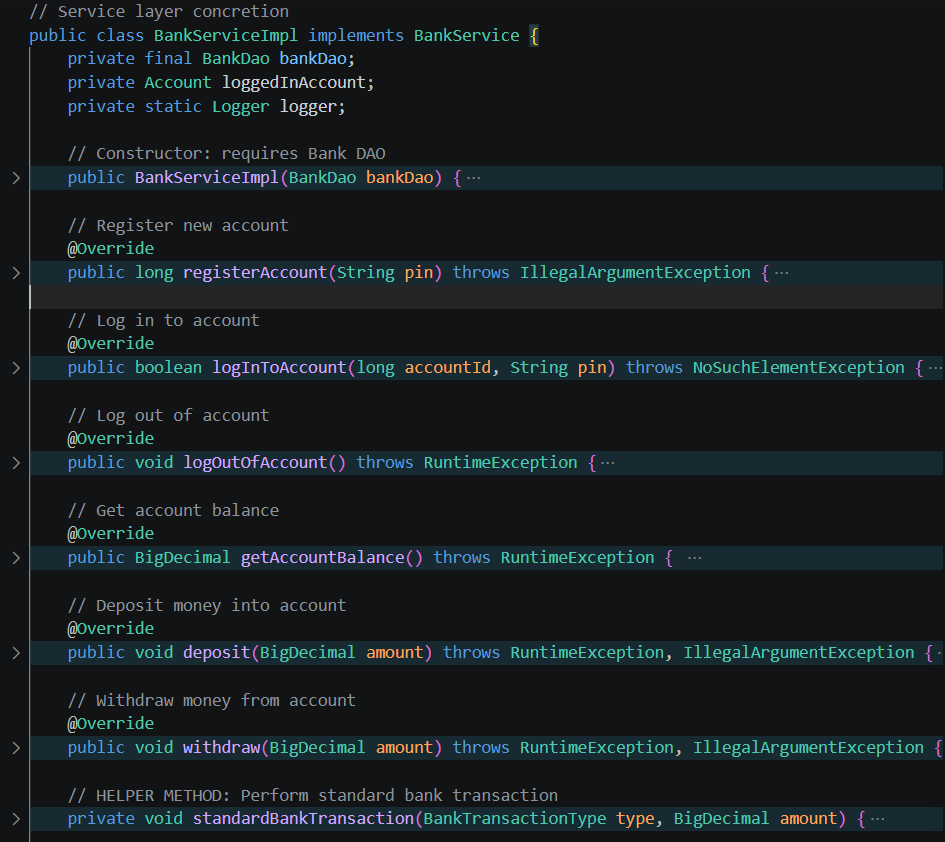 // Service layer concretion
public class BankServiceImpl implements BankService {
private final BankDao bankDao;
private Account loggedInAccount;
private static Logger logger;
// Constructor: requires Bank DAO
public BankServiceImpl(BankDao bankDao) { ···
// Register new account
@Override
public long registerAccount(String pin) throws IllegalArgumentException { ···
// Log in to account
@Override
public boolean logInToAccount(long accountId, String pin) throws NoSuchElementException { ···
// Log out of account
@Override
public void logOutOfAccount() throws RuntimeException { ···
// Get account balance
@Override
public BigDecimal getAccountBalance() throws RuntimeException { ···
// Deposit money into account
@Override
public void deposit(BigDecimal amount) throws RuntimeException, IllegalArgumentException { ·
// Withdraw money from account
@Override
public void withdraw(BigDecimal amount) throws RuntimeException, IllegalArgumentException {
// HELPER METHOD: Perform standard bank transaction
private void standardBankTransaction(BankTransactionType type, BigDecimal amount) { ···